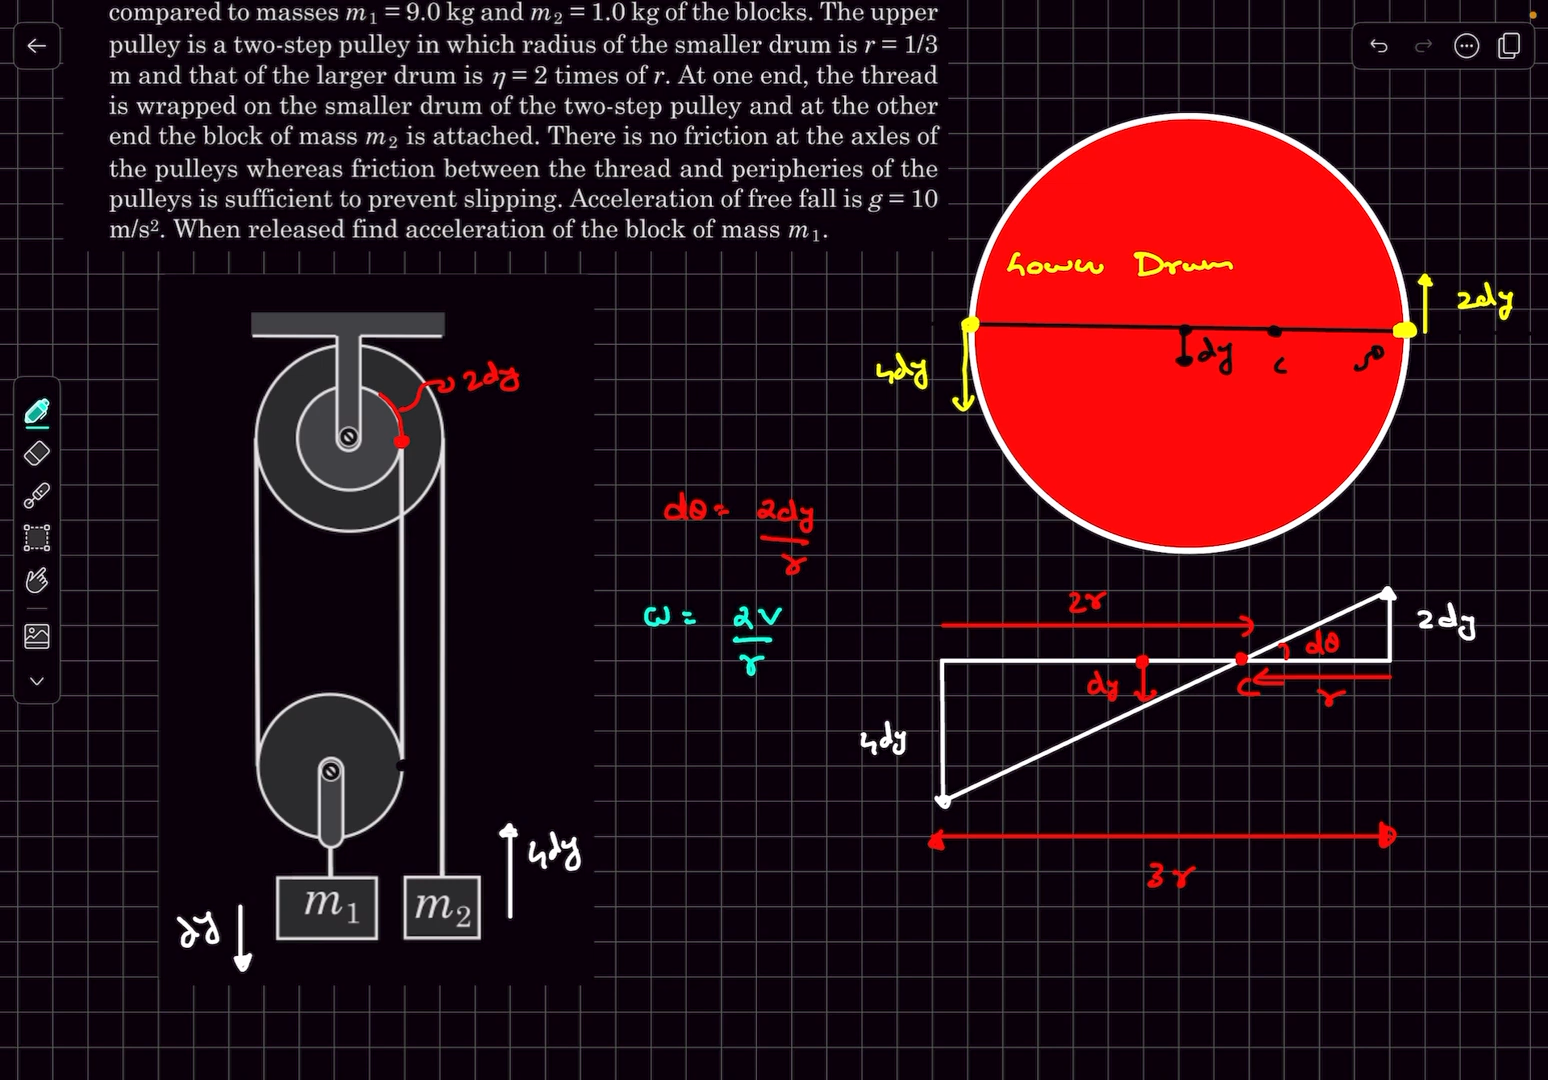 compared to masses m₁ = 9.0 kg and m₂ = 1.0 kg of the blocks. The upper
pulley is a two-step pulley in which radius of the smaller drum is r = 1/3
m and that of the larger drum is η = 2 times of r. At one end, the thread
is wrapped on the smaller drum of the two-step pulley and at the other
end the block of mass m₂ is attached. There is no friction at the axles of
the pulleys whereas friction between the thread and peripheries of the
pulleys is sufficient to prevent slipping. Acceleration of free fall is g = 10
m/s². When released find acceleration of the block of mass m₁.
Lower Drum
2dy
4dy
dy
C
2dy
dθ = 2dy/r
ω = 2v/r
2r
2dy
dθ
dy
C
r
4dy
3r
4dy
m₁
m₂
dy